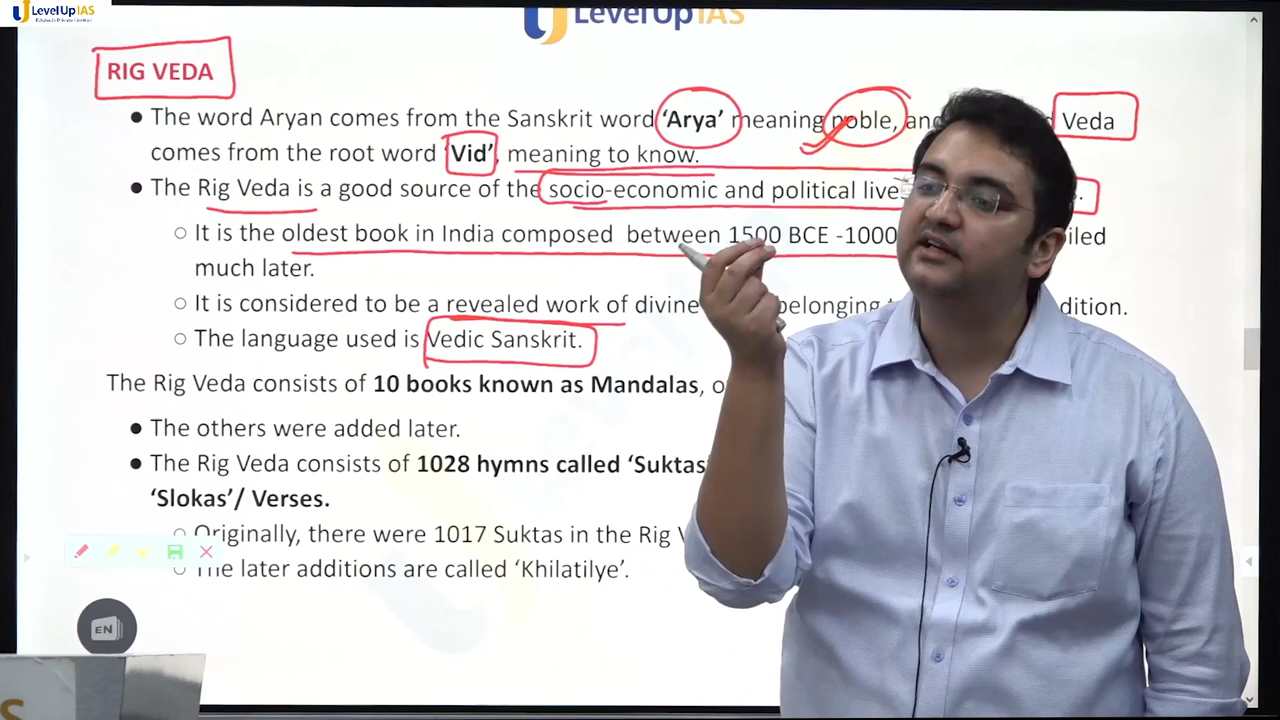 LevelUp IAS
LevelUp IAS
RIG VEDA
● The word Aryan comes from the Sanskrit word ‘Arya’ meaning noble, and Veda
comes from the root word ‘Vid’, meaning to know.
● The Rig Veda is a good source of the socio-economic and political lives
○ It is the oldest book in India composed between 1500 BCE -1000
much later.
○ It is considered to be a revealed work of divine belonging
○ The language used is Vedic Sanskrit.
The Rig Veda consists of 10 books known as Mandalas,
● The others were added later.
● The Rig Veda consists of 1028 hymns called ‘Suktas’
‘Slokas’/ Verses.
○ Originally, there were 1017 Suktas in the Rig
○ The later additions are called ‘Khilatilye’.
EN